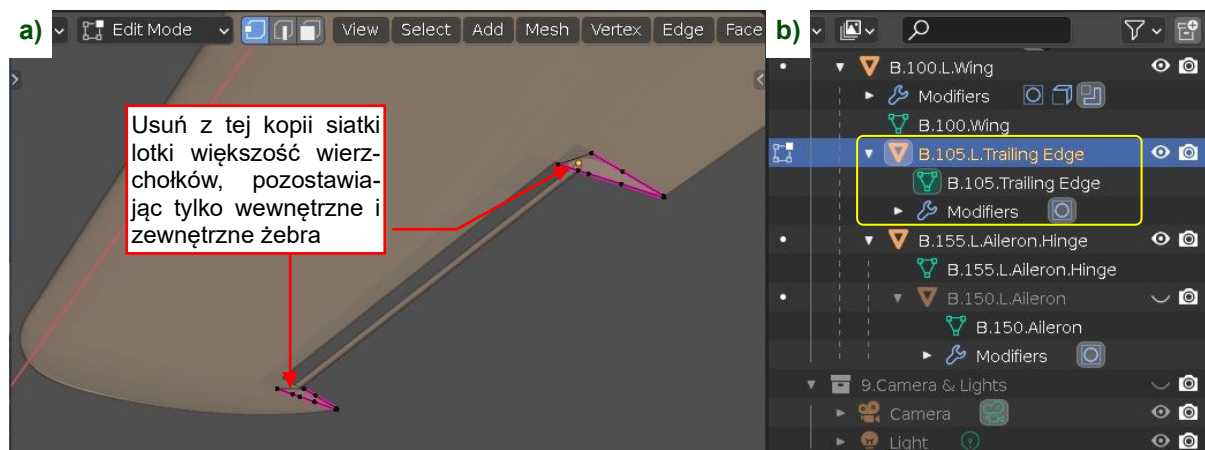 a) Edit Mode View Select Add Mesh Vertex Edge Face
Usuń z tej kopii siatki
lotki większość wierz-
chołków, pozostawia-
jąc tylko wewnętrzne i
zewnętrzne żebra
b)
B.100.L.Wing
Modifiers
B.100.Wing
B.105.L.Trailing Edge
B.105.Trailing Edge
Modifiers
B.155.L.Aileron.Hinge
B.155.L.Aileron.Hinge
B.150.L.Aileron
B.150.Aileron
Modifiers
9.Camera & Lights
Camera
Light